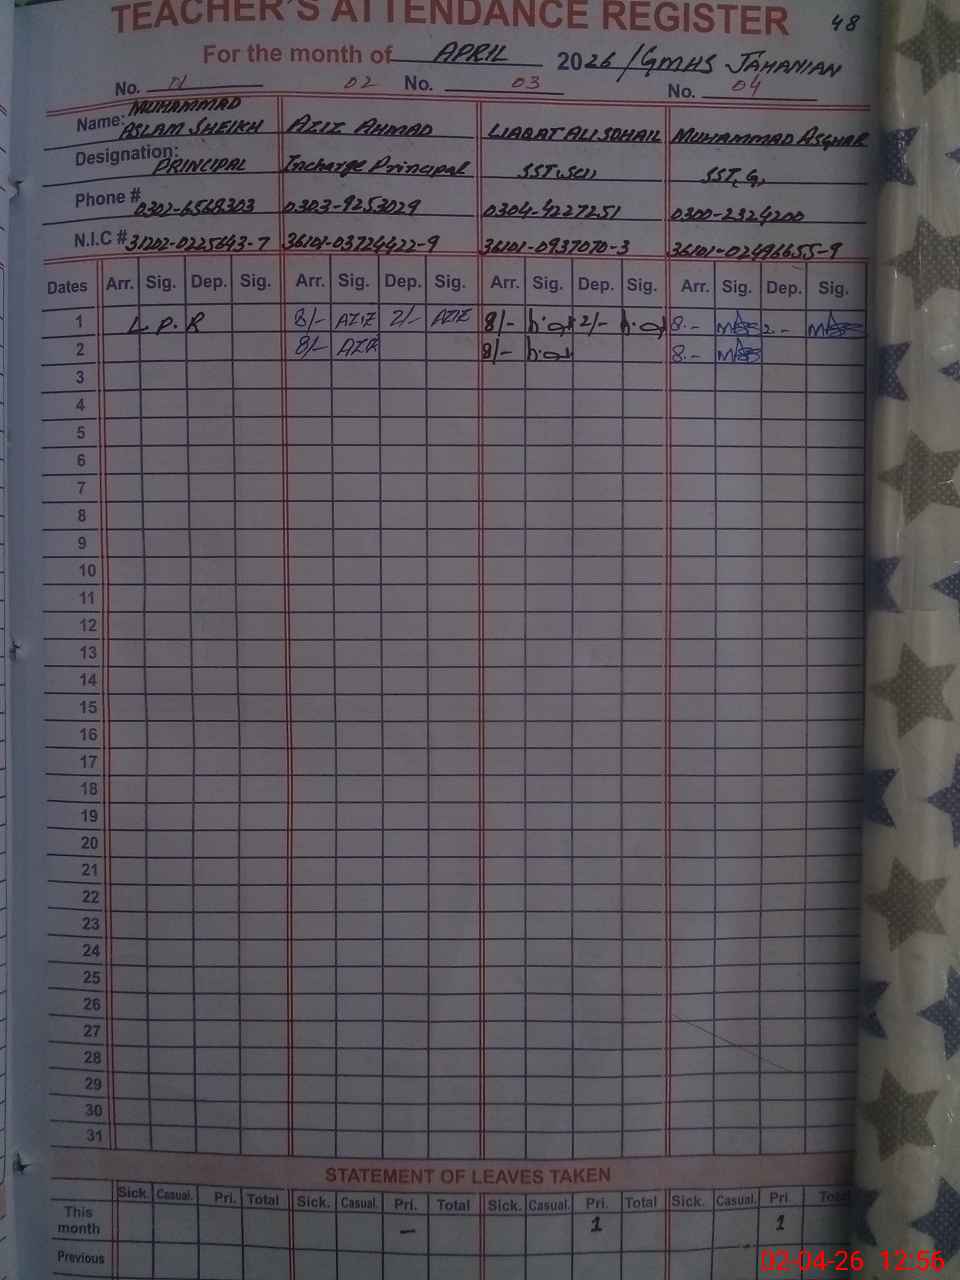 TEACHER'S ATTENDANCE REGISTER 48
For the month of APRIL 2026 / GMHS JAHANIAN
No. 01 02 No. 03 No. 04
Name: MUHAMMAD ASLAM SHEIKH AZIZ AHMAD LIAQAT ALI SOHAIL MUHAMMAD ASGHAR
Designation: PRINCIPAL Incharge Principal SST, SCI, SST, G,
Phone # 0302-6568303 0303-9253029 0304-4227251 0300-2324200
N.I.C # 31202-0225643-7 36101-03724422-9 36101-0937070-3 36101-02496655-9
Dates Arr. Sig. Dep. Sig. Arr. Sig. Dep. Sig. Arr. Sig. Dep. Sig. Arr. Sig. Dep. Sig.
1 L P. R 8/- AZIZ 2/- AZIZ 8/- 2/- 8.- 2.-
2 8/- AZIZ 8/- 8.-
3
4
5
6
7
8
9
10
11
12
13
14
15
16
17
18
19
20
21
22
23
24
25
26
27
28
29
30
31
STATEMENT OF LEAVES TAKEN
Sick. Casual. Pri. Total Sick. Casual. Pri. Total Sick. Casual. Pri. Total Sick. Casual. Pri. Total
This month – 1 1
Previous
02-04-26 12:56